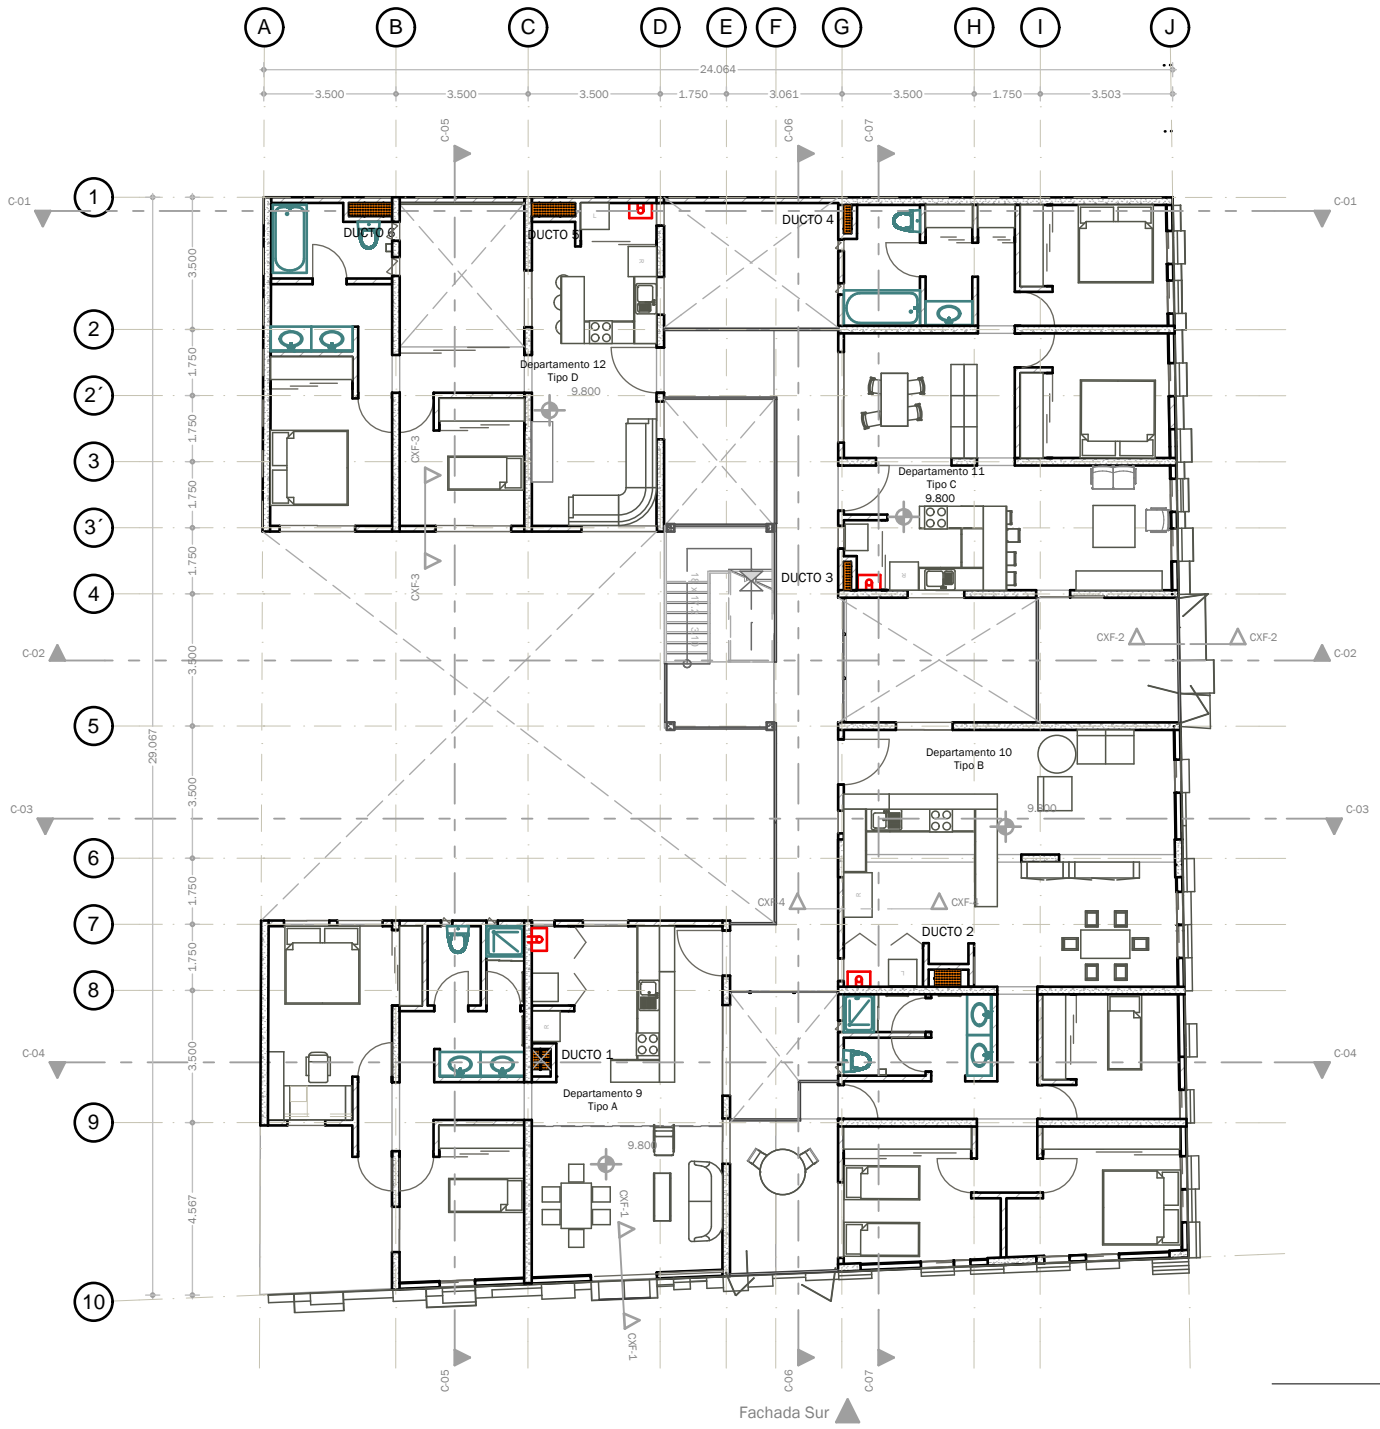 A B C D E F G H I J
24.064
3.500 3.500 3.500 1.750 3.061 3.500 1.750 3.503
C-05 C-06 C-07
1
C-01 C-01
DUCTO 4
DUCTO 6 DUCTO 5
3.500
2
1.750
Departamento 12
Tipo D
9.800
2´
1.750
CXF-3
3
Departamento 11
Tipo C
9.800
3´
1.750
DUCTO 3
CXF-3
4
CXF-2 CXF-2
C-02 C-02
3.500
5
29.067
Departamento 10
Tipo B
3.500
9.800
C-03 C-03
6
1.750
CXF-4 CXF-4
7
DUCTO 2
1.750
8
C-04 C-04
3.500
DUCTO 1
Departamento 9
Tipo A
9
9.800
4.567
CXF-1
10
CXF-1
C-05 C-06 C-07
Fachada Sur